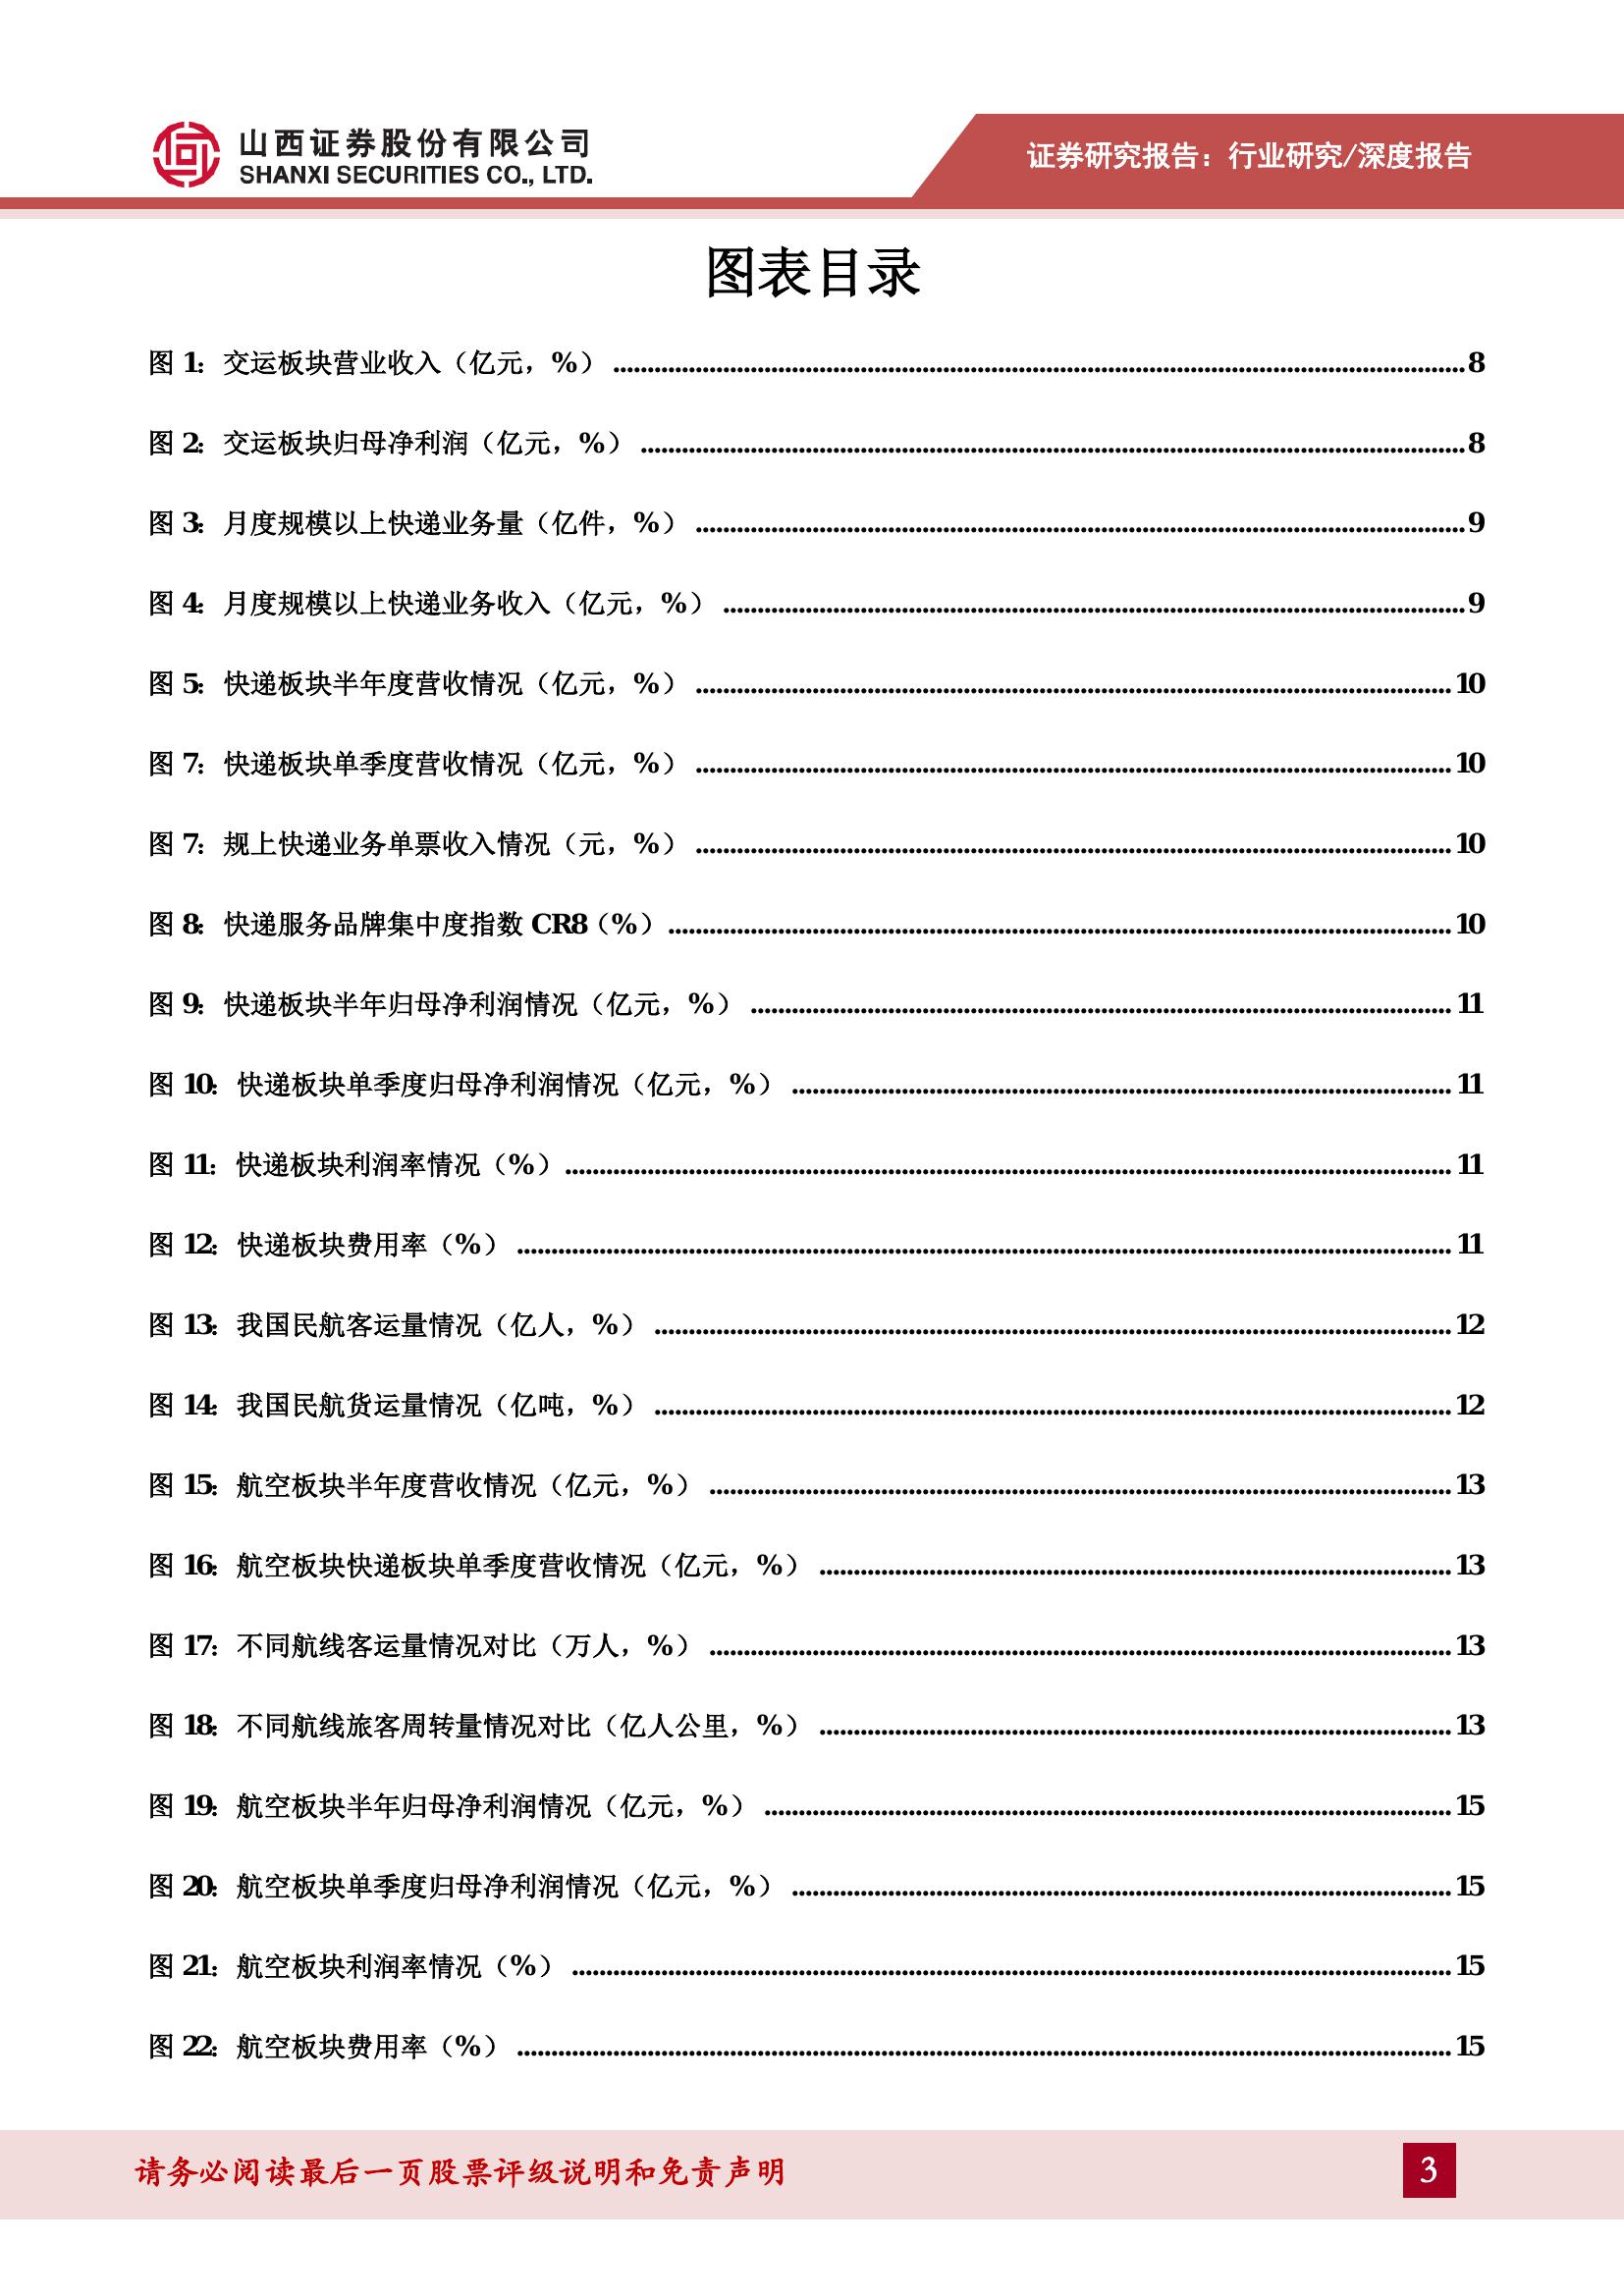 山西证券股份有限公司
SHANXI SECURITIES CO., LTD.
证券研究报告：行业研究/深度报告
图表目录
图 1：交运板块营业收入（亿元，%） ........ 8
图 2：交运板块归母净利润（亿元，%） ........ 8
图 3：月度规模以上快递业务量（亿件，%） ........ 9
图 4：月度规模以上快递业务收入（亿元，%） ........ 9
图 5：快递板块半年度营收情况（亿元，%） ........ 10
图 7：快递板块单季度营收情况（亿元，%） ........ 10
图 7：规上快递业务单票收入情况（元，%） ........ 10
图 8：快递服务品牌集中度指数 CR8（%） ........ 10
图 9：快递板块半年归母净利润情况（亿元，%） ........ 11
图 10：快递板块单季度归母净利润情况（亿元，%） ........ 11
图 11：快递板块利润率情况（%） ........ 11
图 12：快递板块费用率（%） ........ 11
图 13：我国民航客运量情况（亿人，%） ........ 12
图 14：我国民航货运量情况（亿吨，%） ........ 12
图 15：航空板块半年度营收情况（亿元，%） ........ 13
图 16：航空板块快递板块单季度营收情况（亿元，%） ........ 13
图 17：不同航线客运量情况对比（万人，%） ........ 13
图 18：不同航线旅客周转量情况对比（亿人公里，%） ........ 13
图 19：航空板块半年归母净利润情况（亿元，%） ........ 15
图 20：航空板块单季度归母净利润情况（亿元，%） ........ 15
图 21：航空板块利润率情况（%） ........ 15
图 22：航空板块费用率（%） ........ 15
请务必阅读最后一页股票评级说明和免责声明
3